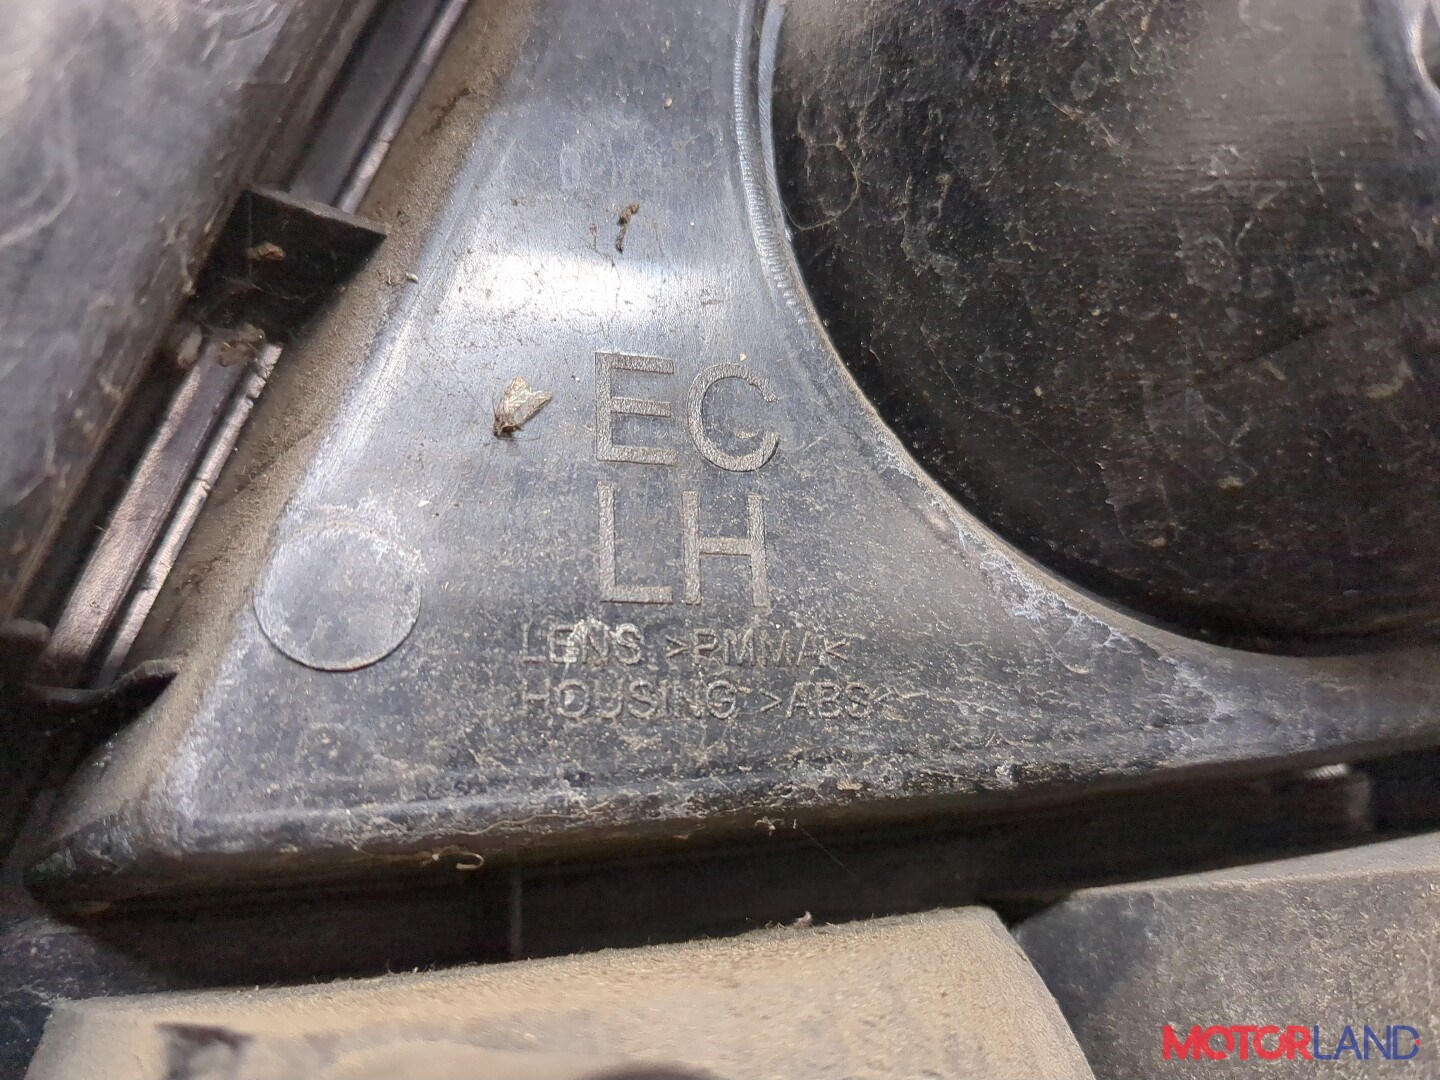 EC
LH
LENS >PMMA<
HOUSING >ABS<
MOTORLAND